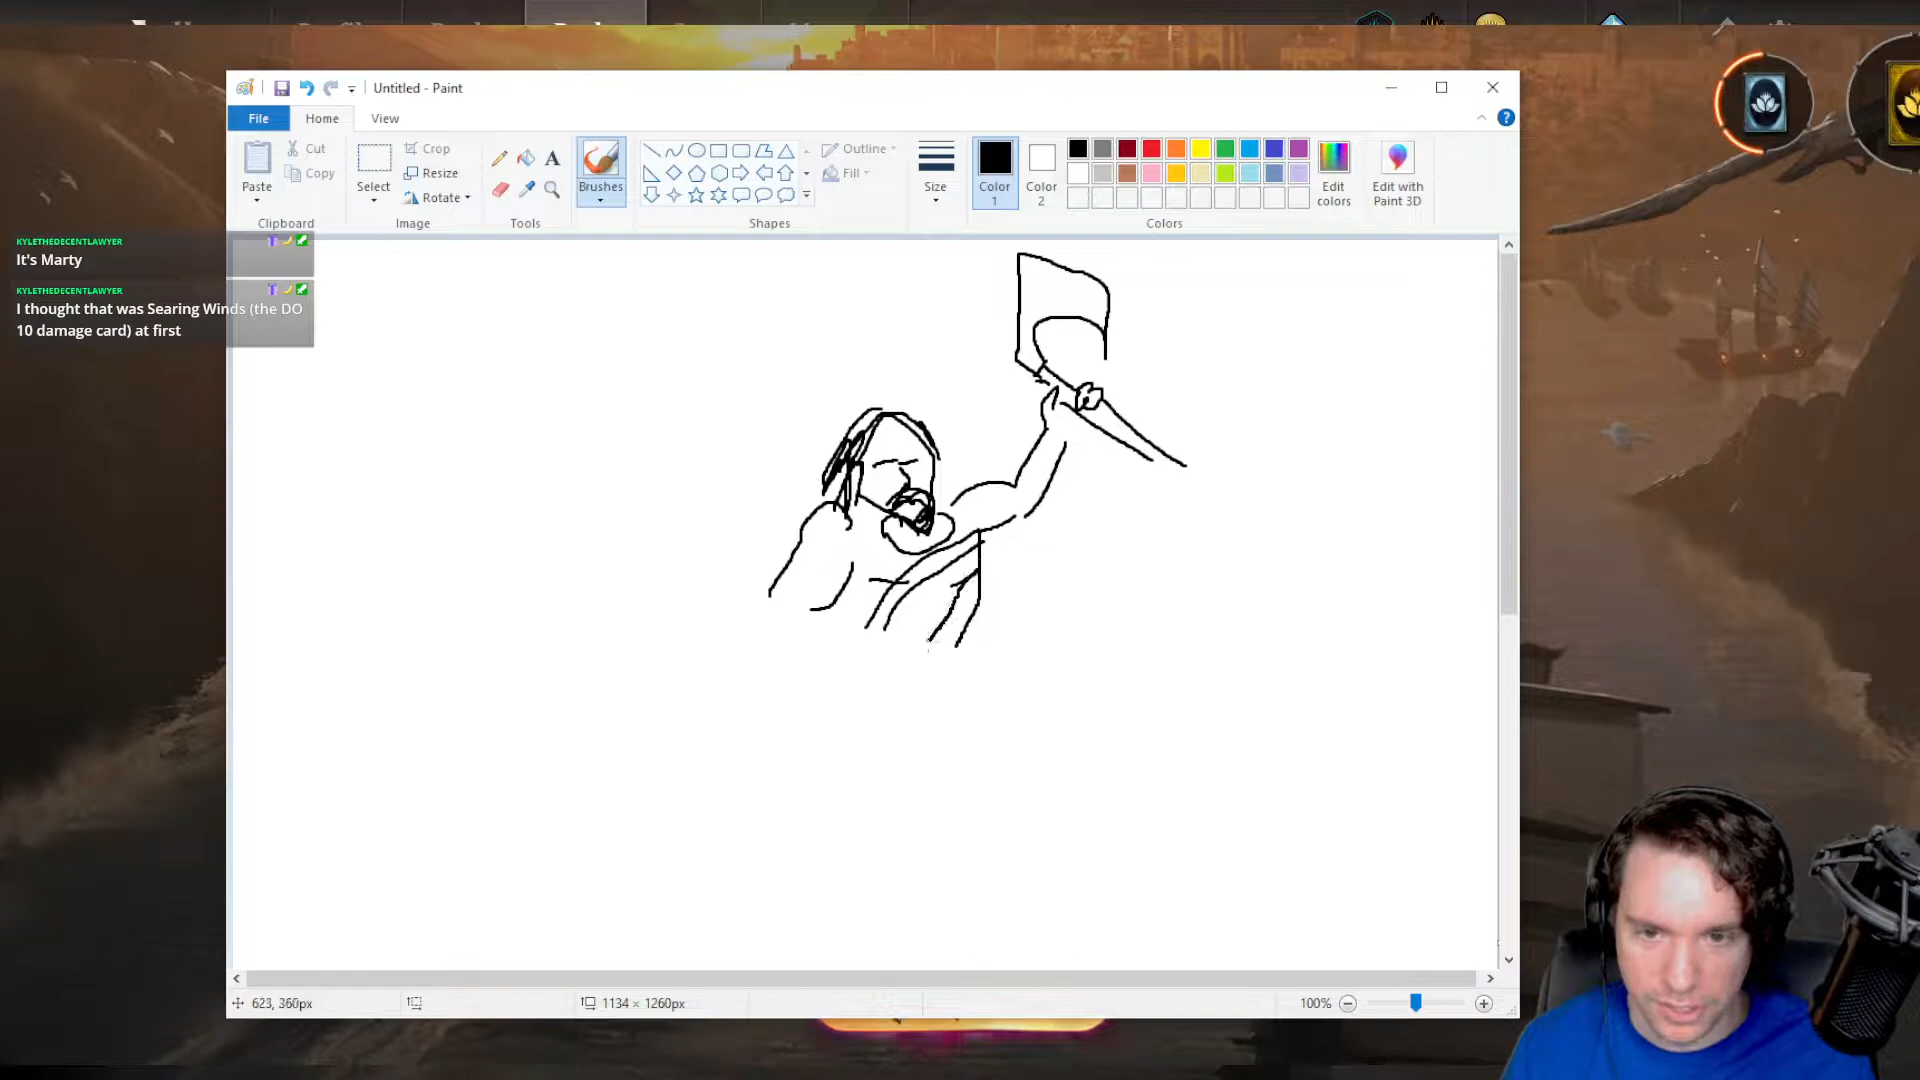 Untitled - Paint
File
Home
View
Paste
Cut
Copy
Clipboard
Select
Crop
Resize
Rotate
Image
A
Tools
Brushes
Shapes
Outline
Fill
Size
Color
1
Color
2
Edit
colors
Edit with
Paint 3D
Colors
KYLETHEDECENTLAWYER
It's Marty
KYLETHEDECENTLAWYER
I thought that was Searing Winds (the DO
10 damage card) at first
623, 360px
1134 × 1260px
100%